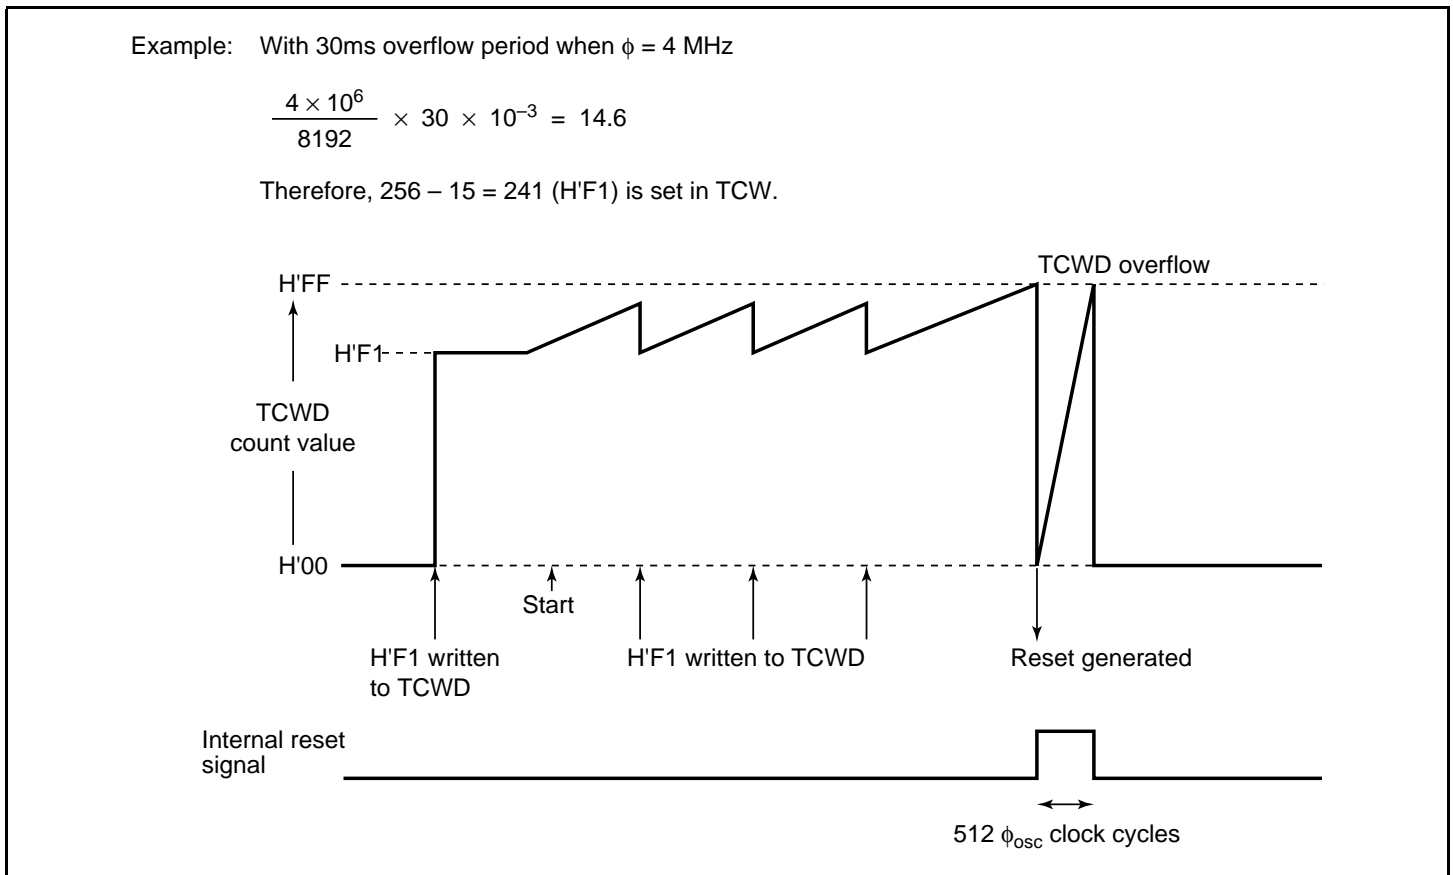 Example: With 30ms overflow period when ϕ = 4 MHz
4 × 10⁶
8192
× 30 × 10⁻³ = 14.6
Therefore, 256 – 15 = 241 (H'F1) is set in TCW.
TCWD overflow
H'FF
H'F1
TCWD
count value
H'00
Start
H'F1 written
to TCWD
H'F1 written to TCWD
Reset generated
Internal reset
signal
512 ϕosc clock cycles